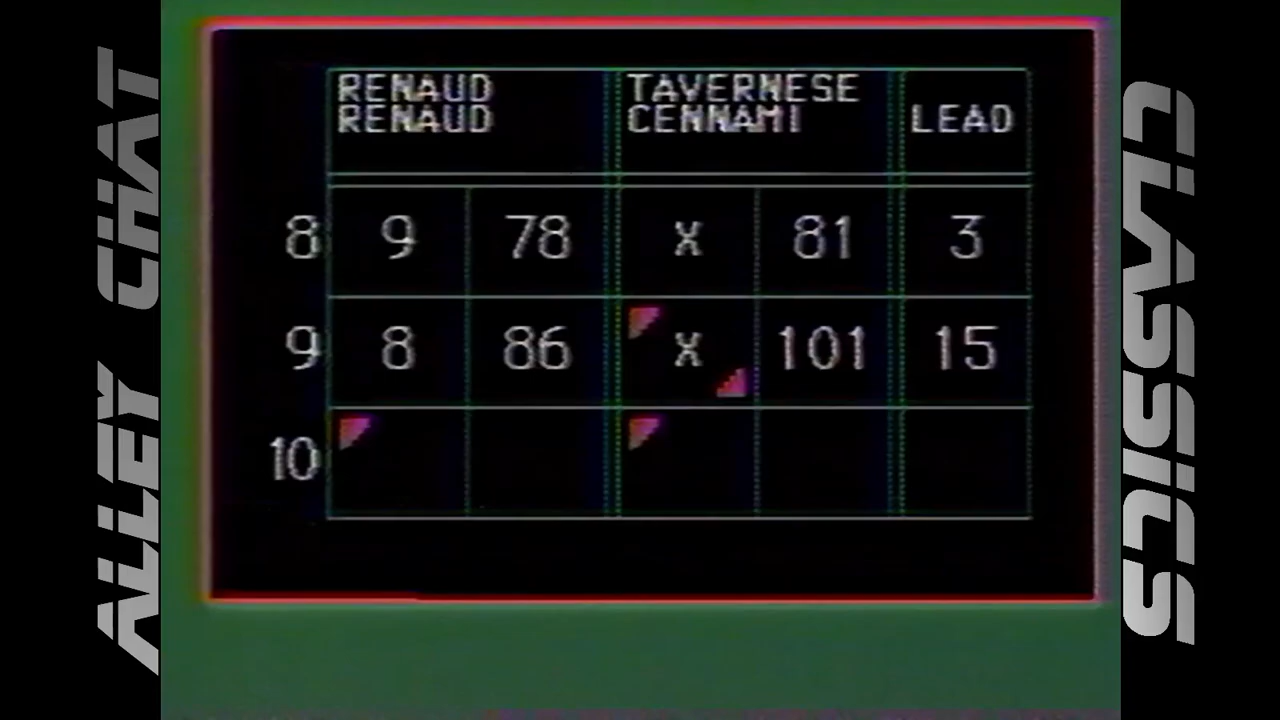 ALLEY CHAT
RENAUD TAVERNESE
RENAUD CENNAMI LEAD
8 9 78 X 81 3
9 8 86 X 101 15
10
CLASSICS